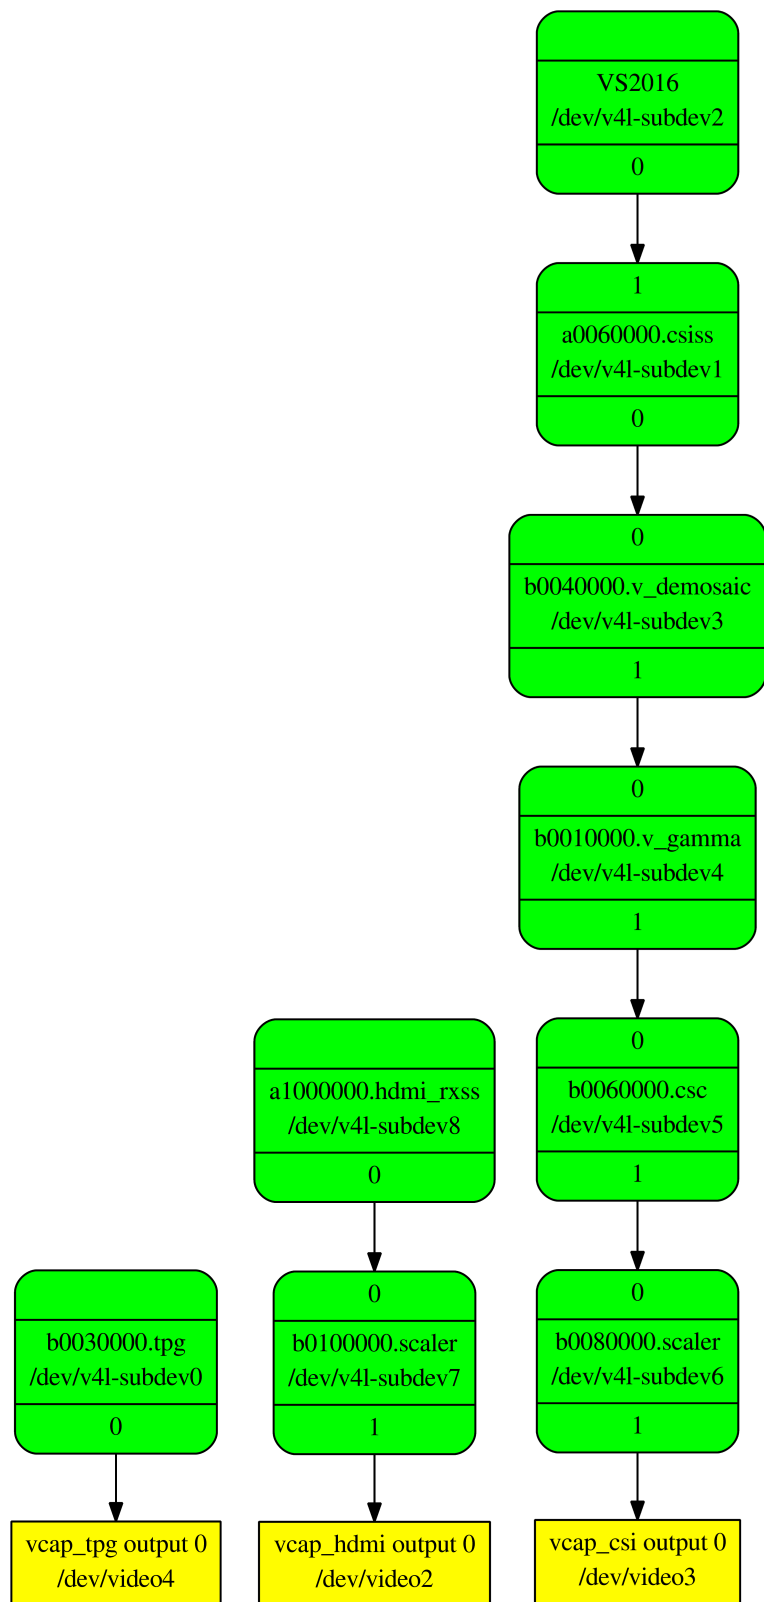 VS2016
/dev/v4l-subdev2
0
1
a0060000.csiss
/dev/v4l-subdev1
0
0
b0040000.v_demosaic
/dev/v4l-subdev3
1
0
b0010000.v_gamma
/dev/v4l-subdev4
1
a1000000.hdmi_rxss
/dev/v4l-subdev8
0
0
b0060000.csc
/dev/v4l-subdev5
1
b0030000.tpg
/dev/v4l-subdev0
0
0
b0100000.scaler
/dev/v4l-subdev7
1
0
b0080000.scaler
/dev/v4l-subdev6
1
vcap_tpg output 0
/dev/video4
vcap_hdmi output 0
/dev/video2
vcap_csi output 0
/dev/video3